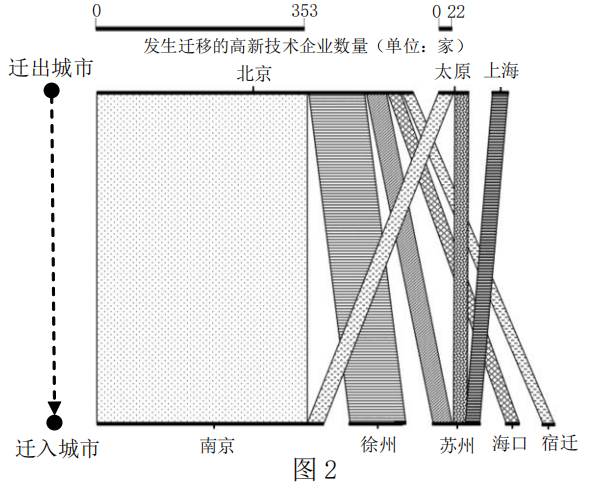 0 353 0 22
发生迁移的高新技术企业数量（单位：家）
迁出城市 北京 太原 上海
迁入城市 南京 徐州 苏州 海口 宿迁
图 2